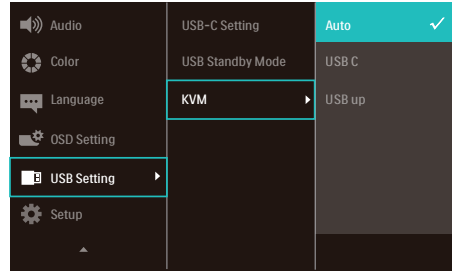 Audio
Color
Language
OSD Setting
USB Setting
Setup
USB-C Setting
USB Standby Mode
KVM
Auto
USB C
USB up